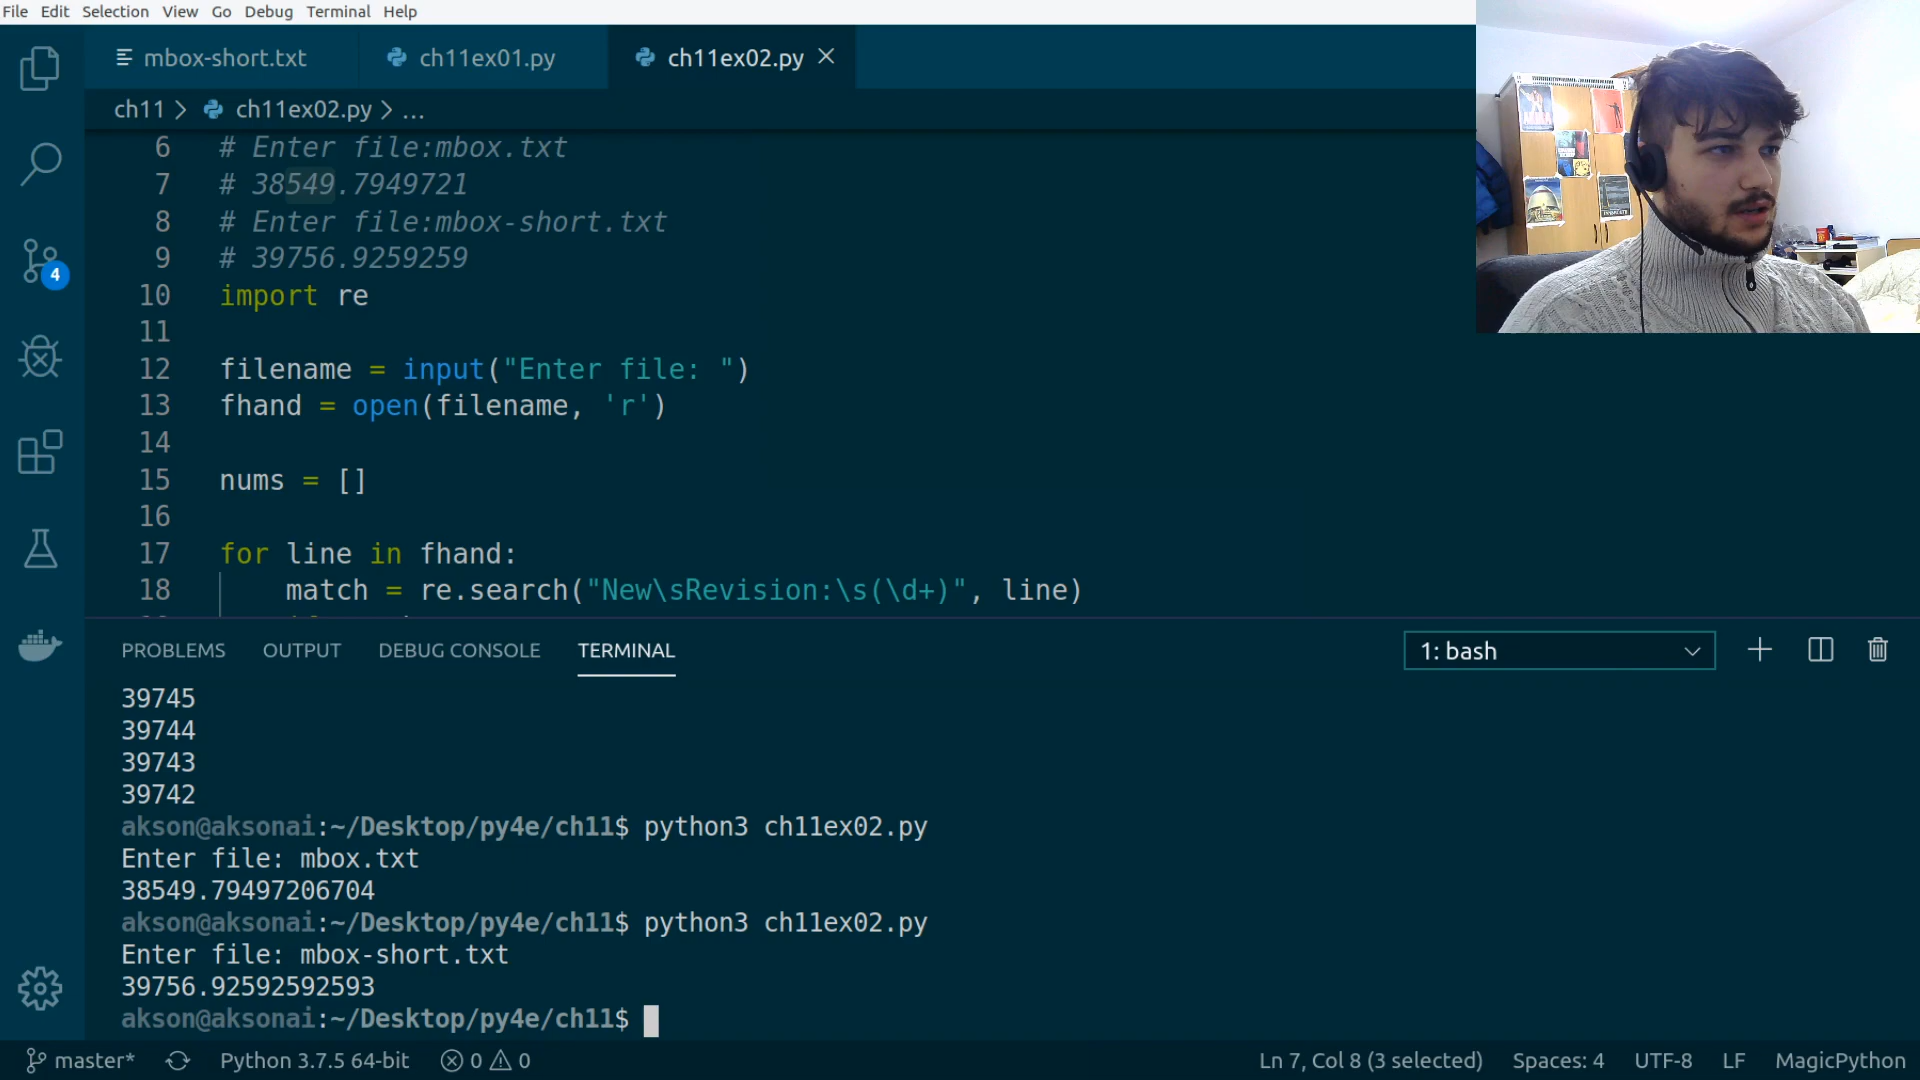 File Edit Selection View Go Debug Terminal Help
mbox-short.txt ch11ex01.py ch11ex02.py
ch11 > ch11ex02.py > ...
6 # Enter file:mbox.txt
7 # 38549.7949721
8 # Enter file:mbox-short.txt
9 # 39756.9259259
10 import re
11
12 filename = input("Enter file: ")
13 fhand = open(filename, 'r')
14
15 nums = []
16
17 for line in fhand:
18 match = re.search("New\sRevision:\s(\d+)", line)
4
PROBLEMS OUTPUT DEBUG CONSOLE TERMINAL 1: bash
39745
39744
39743
39742
akson@aksonai:~/Desktop/py4e/ch11$ python3 ch11ex02.py
Enter file: mbox.txt
38549.79497206704
akson@aksonai:~/Desktop/py4e/ch11$ python3 ch11ex02.py
Enter file: mbox-short.txt
39756.92592592593
akson@aksonai:~/Desktop/py4e/ch11$
master* Python 3.7.5 64-bit 0 0 Ln 7, Col 8 (3 selected) Spaces: 4 UTF-8 LF MagicPython